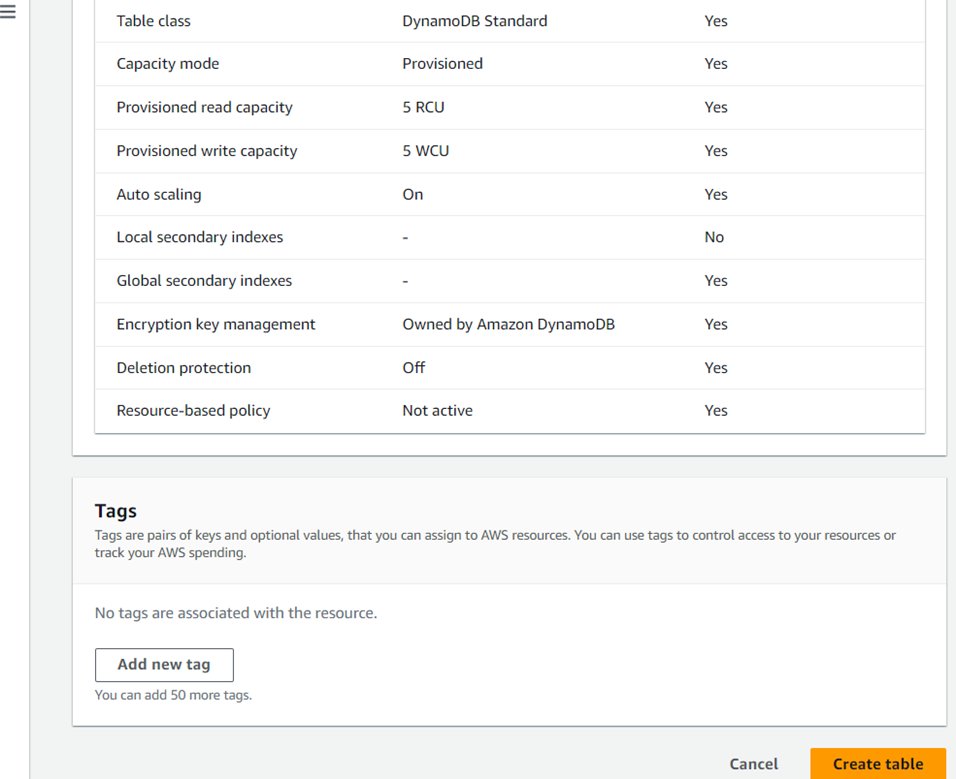 Table class DynamoDB Standard Yes
Capacity mode Provisioned Yes
Provisioned read capacity 5 RCU Yes
Provisioned write capacity 5 WCU Yes
Auto scaling On Yes
Local secondary indexes - No
Global secondary indexes - Yes
Encryption key management Owned by Amazon DynamoDB Yes
Deletion protection Off Yes
Resource-based policy Not active Yes
Tags
Tags are pairs of keys and optional values, that you can assign to AWS resources. You can use tags to control access to your resources or
track your AWS spending.
No tags are associated with the resource.
Add new tag
You can add 50 more tags.
Cancel Create table